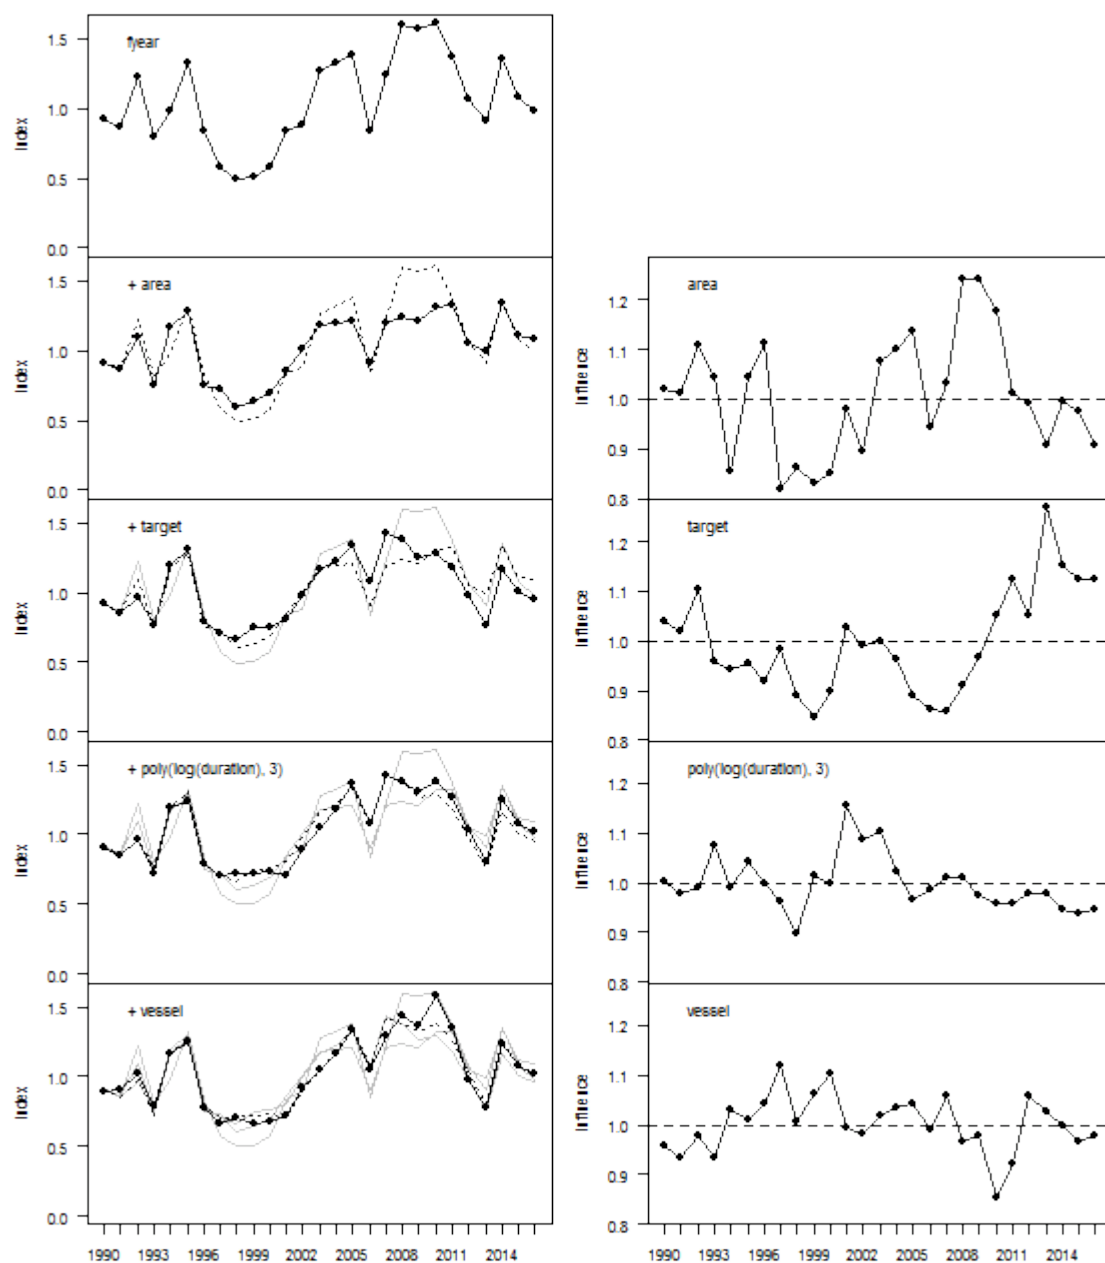 fyear
1.5
1.0
0.5
0.0
Index
+ area
1.5
1.0
0.5
0.0
Index
area
1.2
1.1
1.0
0.9
0.8
Influence
+ target
1.5
1.0
0.5
0.0
Index
target
1.2
1.1
1.0
0.9
0.8
Influence
+ poly(log(duration), 3)
1.5
1.0
0.5
0.0
Index
poly(log(duration), 3)
1.2
1.1
1.0
0.9
0.8
Influence
+ vessel
1.5
1.0
0.5
0.0
Index
vessel
1.2
1.1
1.0
0.9
0.8
Influence
1990 1993 1996 1999 2002 2005 2008 2011 2014
1990 1993 1996 1999 2002 2005 2008 2011 2014